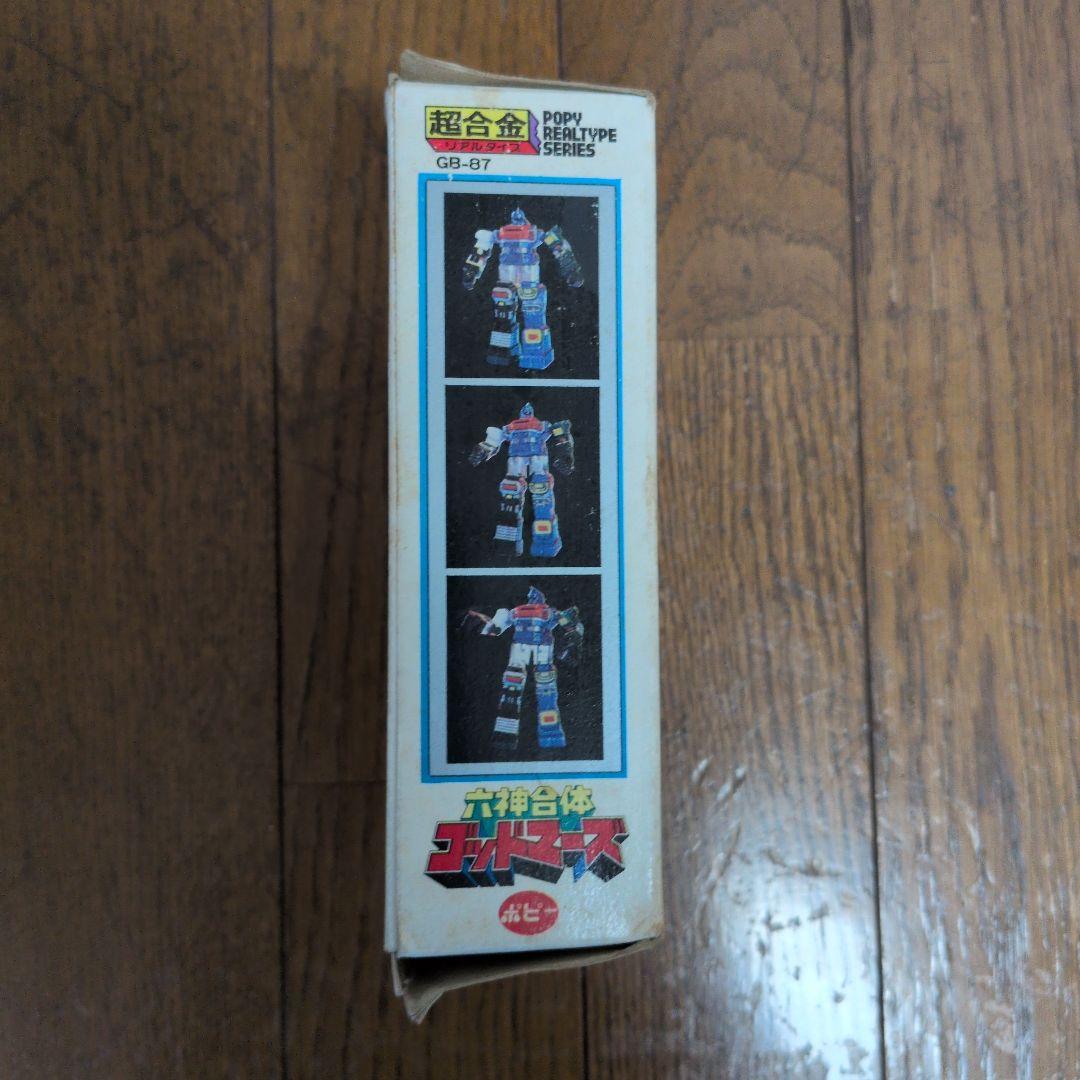 超合金
リアルタイプ
POPY
REALTYPE
SERIES
GB-87
六神合体
ゴッドマーズ
ポピー